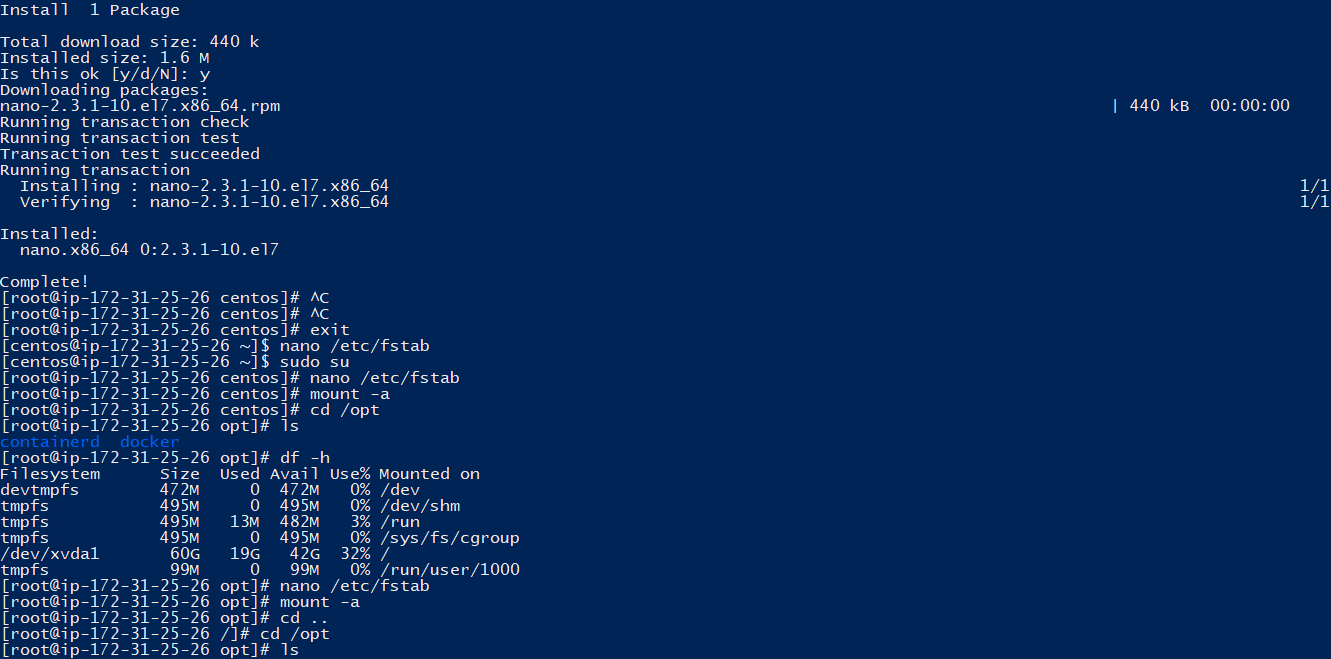 Install  1 Package
Total download size: 440 k
Installed size: 1.6 M
Is this ok [y/d/N]: y
Downloading packages:
nano-2.3.1-10.el7.x86_64.rpm | 440 kB  00:00:00
Running transaction check
Running transaction test
Transaction test succeeded
Running transaction
  Installing : nano-2.3.1-10.el7.x86_64 1/1
  Verifying  : nano-2.3.1-10.el7.x86_64 1/1
Installed:
  nano.x86_64 0:2.3.1-10.el7
Complete!
[root@ip-172-31-25-26 centos]# ^C
[root@ip-172-31-25-26 centos]# ^C
[root@ip-172-31-25-26 centos]# exit
[centos@ip-172-31-25-26 ~]$ nano /etc/fstab
[centos@ip-172-31-25-26 ~]$ sudo su
[root@ip-172-31-25-26 centos]# nano /etc/fstab
[root@ip-172-31-25-26 centos]# mount -a
[root@ip-172-31-25-26 centos]# cd /opt
[root@ip-172-31-25-26 opt]# ls
containerd  docker
[root@ip-172-31-25-26 opt]# df -h
Filesystem      Size  Used Avail Use% Mounted on
devtmpfs        472M     0  472M   0% /dev
tmpfs           495M     0  495M   0% /dev/shm
tmpfs           495M   13M  482M   3% /run
tmpfs           495M     0  495M   0% /sys/fs/cgroup
/dev/xvda1       60G   19G   42G  32% /
tmpfs            99M     0   99M   0% /run/user/1000
[root@ip-172-31-25-26 opt]# nano /etc/fstab
[root@ip-172-31-25-26 opt]# mount -a
[root@ip-172-31-25-26 opt]# cd ..
[root@ip-172-31-25-26 /]# cd /opt
[root@ip-172-31-25-26 opt]# ls